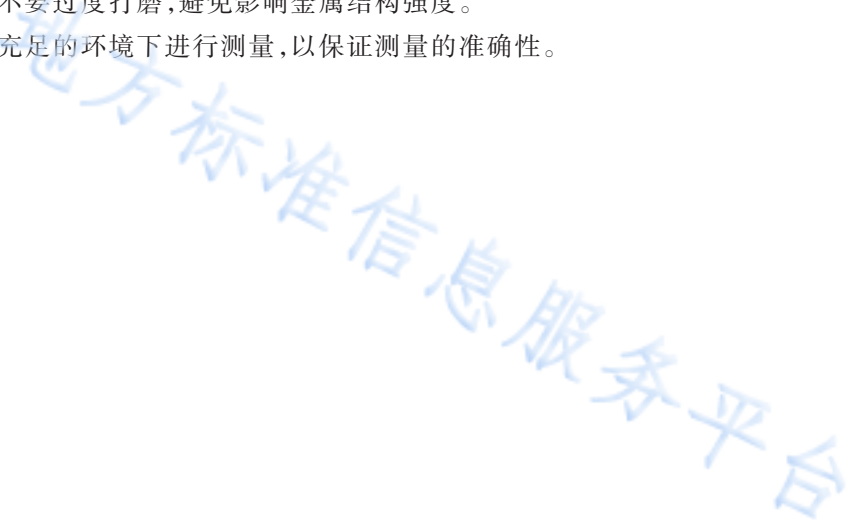 不要过度打磨,避免影响金属结构强度。
充足的环境下进行测量,以保证测量的准确性。
地方标准信息服务平台